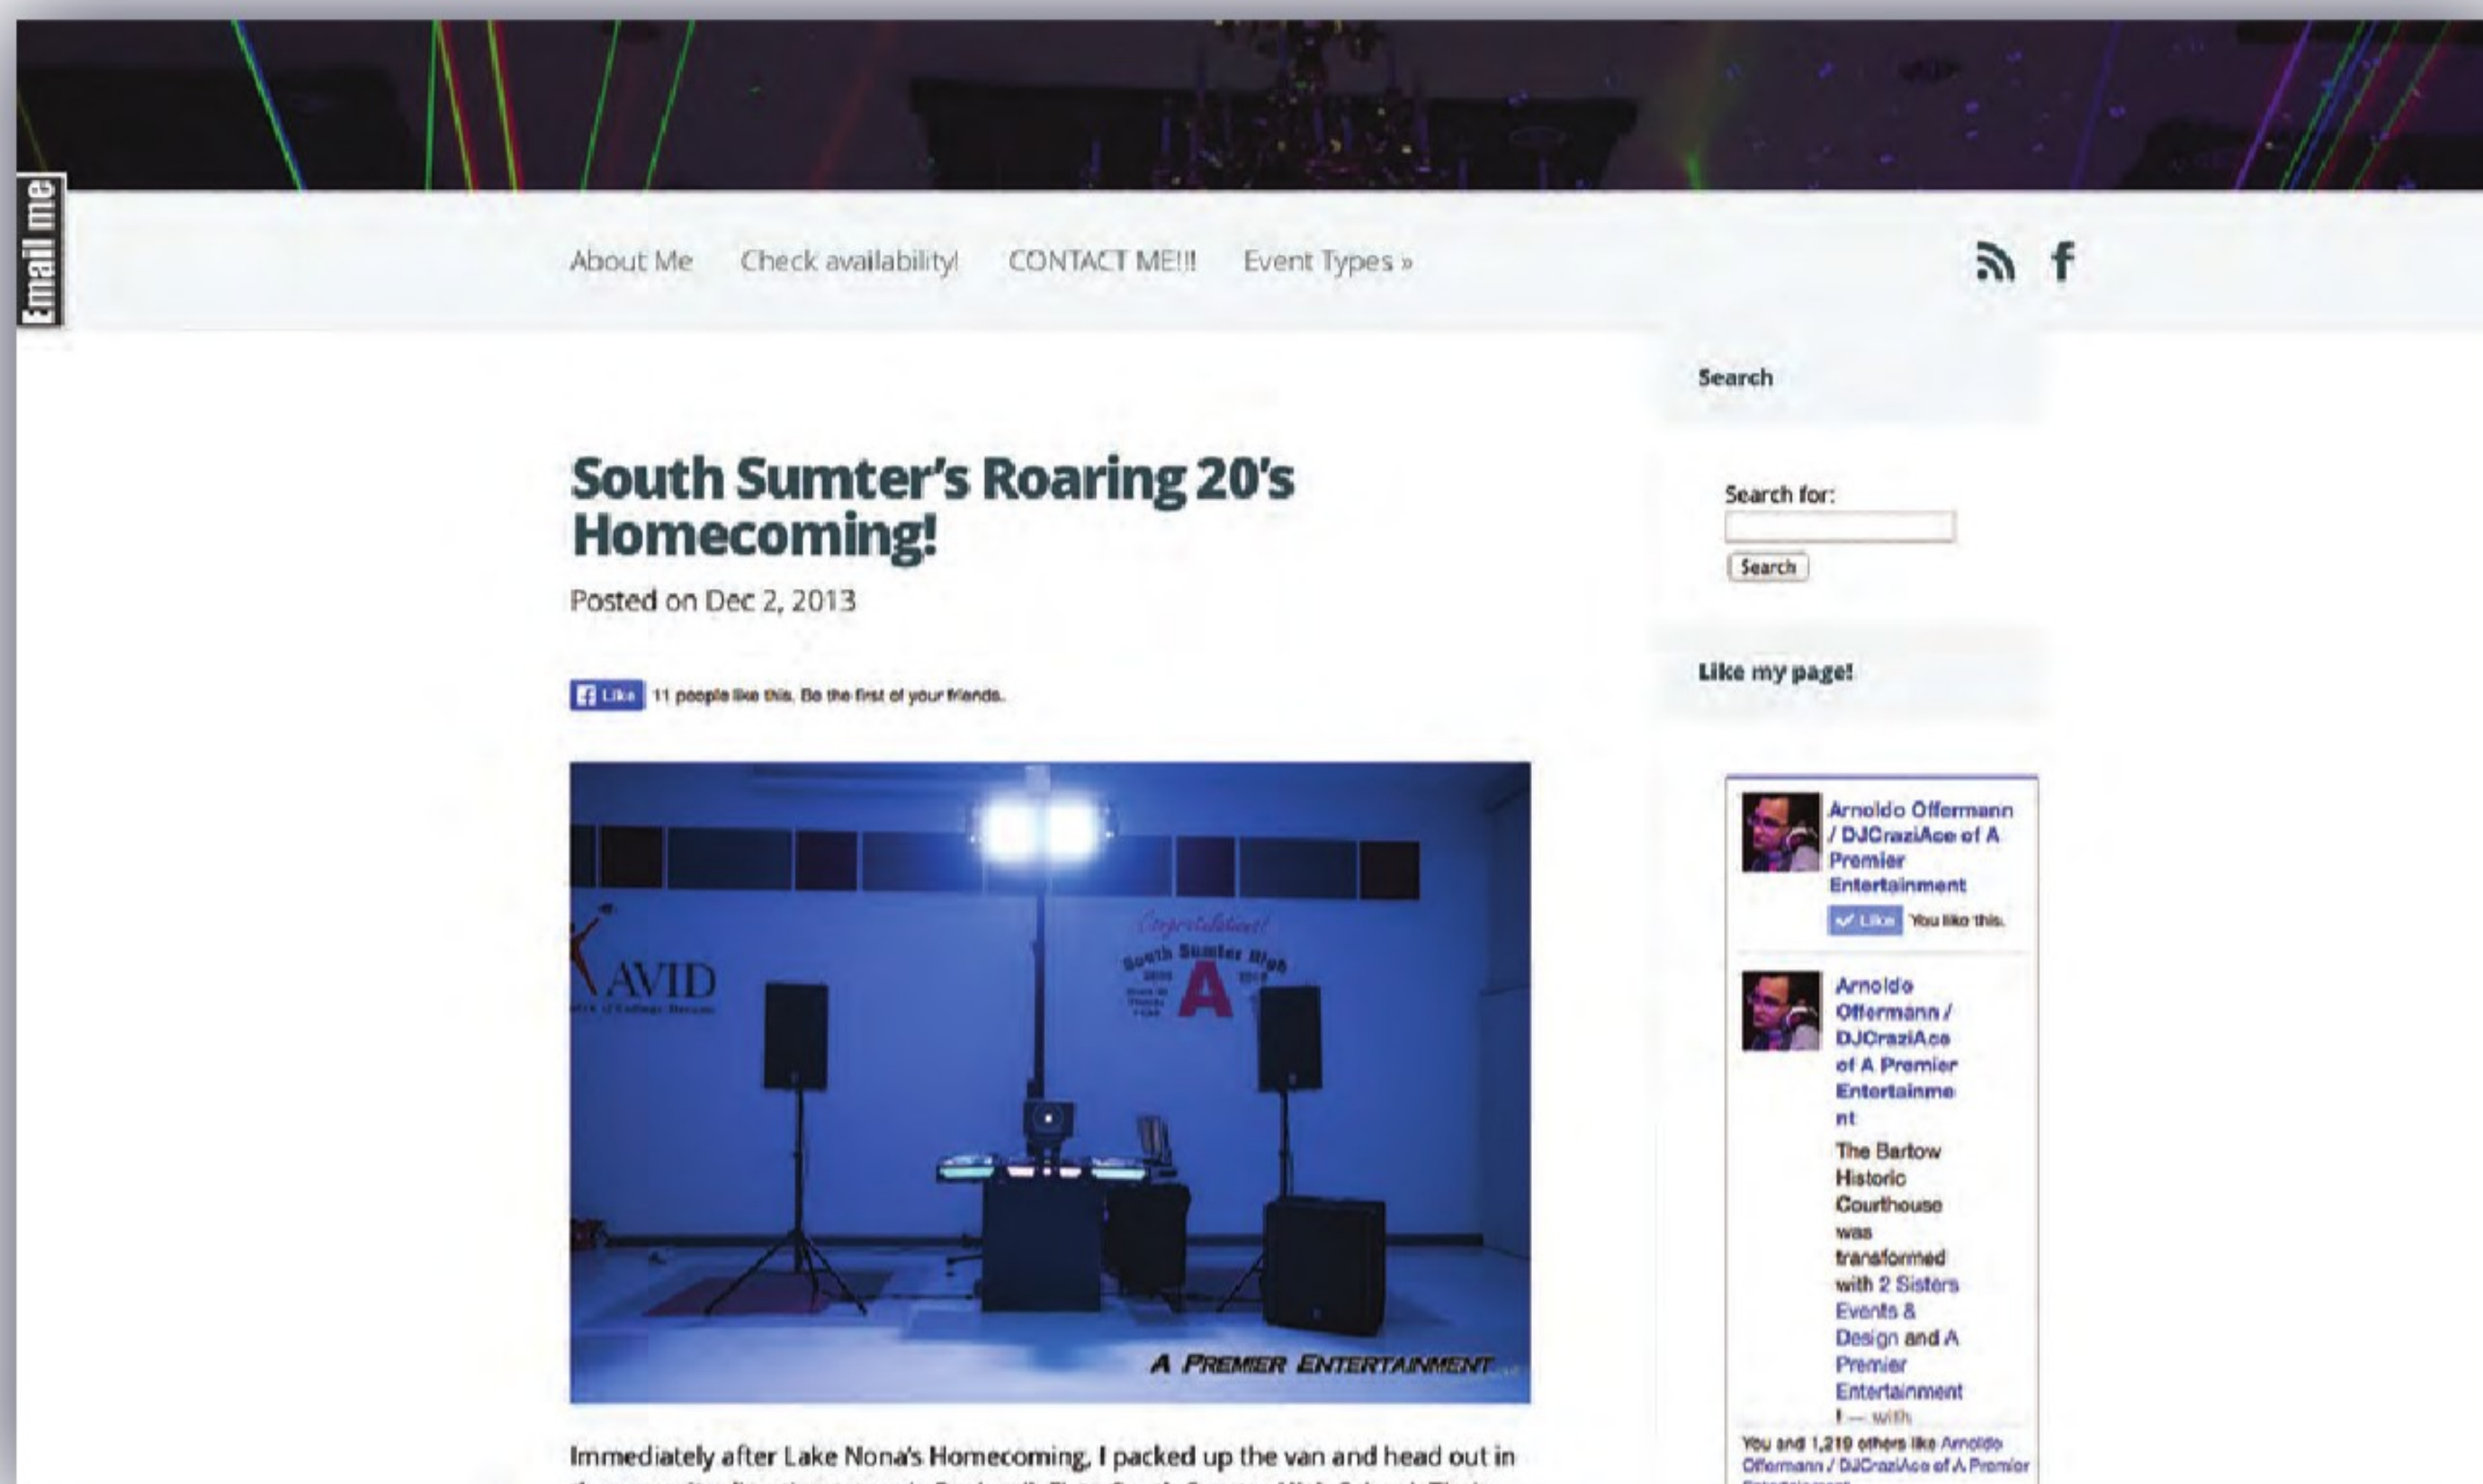 Email me
About Me Check availability! CONTACT ME!!! Event Types »
South Sumter's Roaring 20's
Homecoming!
Posted on Dec 2, 2013
Like 11 people like this. Be the first of your friends.
AVID
Congratulations!
South Sumter High
A
A PREMIER ENTERTAINMENT
Immediately after Lake Nona's Homecoming, I packed up the van and head out in
Search
Search for:
Search
Like my page!
Arnoldo Offermann
/ DJCraziAce of A
Premier
Entertainment
Like You like this.
Arnoldo
Offermann /
DJCraziAce
of A Premier
Entertainme
nt
The Bartow
Historic
Courthouse
was
transformed
with 2 Sisters
Events &
Design and A
Premier
Entertainment
! — with
You and 1,219 others like Arnoldo
Offermann / DJCraziAce of A Premier